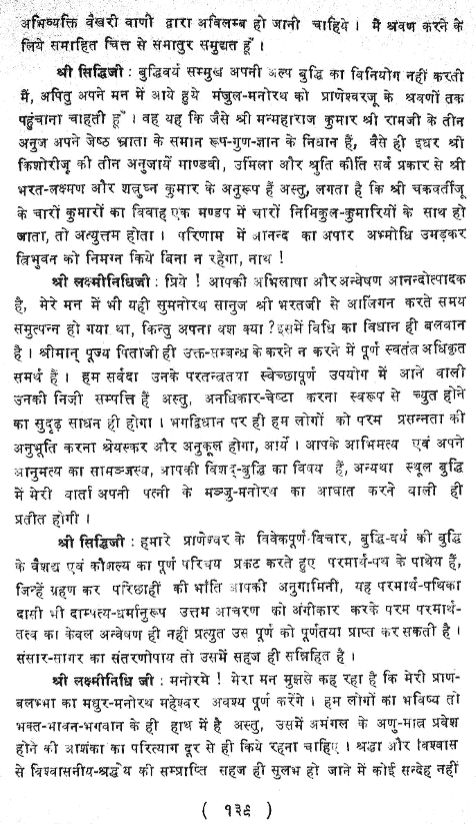 अभिव्यक्ति वैखरी वाणी द्वारा अविलम्ब हो जानी चाहिये । मैं श्रवण करने के
लिये समाहित चित्त से समातुर समुद्यत हूँ ।
श्री सिद्धिजी : बुद्धिवर्य सम्मुख अपनी अल्प बुद्धि का विनियोग नहीं करती
मैं, अपितु अपने मन में आये हुये मंजुल-मनोरथ को प्राणेश्वरजू के श्रवणों तक
पहुंचाना चाहती हूँ । वह यह कि जैसे श्री मन्महाराज कुमार श्री रामजी के तीन
अनुज अपने जेष्ठ भ्राता के समान रूप-गुण-ज्ञान के निधान हैं, वैसे ही इधर श्री
किशोरीजू की तीन अनुजायें माण्डवी, उर्मिला और श्रुति कीर्ति सर्व प्रकार से श्री
भरत-लक्ष्मण और शत्रुघ्न कुमार के अनुरूप हैं अस्तु, लगता है कि श्री चक्रवर्तीजू
के चारों कुमारों का विवाह एक मण्डप में चारों निमिकुल-कुमारियों के साथ हो
जाता, तो अत्युत्तम होता । परिणाम में आनन्द का अपार अम्भोधि उमड़कर
त्रिभुवन को निमग्न किये बिना न रहेगा, नाथ !
श्री लक्ष्मीनिधिजी : प्रिये ! आपकी अभिलाषा और अन्वेषण आनन्दोत्पादक
है, मेरे मन में भी यही सुमनोरथ सानुज श्री भरतजी से आलिंगन करते समय
समुत्पन्न हो गया था, किन्तु अपना वश क्या ? इसमें विधि का विधान ही बलवान
है । श्रीमान् पूज्य पिताजी ही उक्त-सम्बन्ध के करने न करने में पूर्ण स्वतंत्र अधिकृत
समर्थ हैं । हम सर्वदा उनके परतन्त्रतया स्वेच्छापूर्ण उपयोग में आने वाली
उनकी निजी सम्पत्ति हैं अस्तु, अनधिकार-चेष्टा करना स्वरूप से च्युत होने
का सुदृढ़ साधन ही होगा । भगद्विधान पर ही हम लोगों को परम प्रसन्नता की
अनुभूति करना श्रेयस्कर और अनुकूल होगा, आर्ये । आपके आभिमत्य एवं अपने
आनुमत्य का सामञ्जस्य, आपकी विशद्-बुद्धि का विषय हैं, अन्यथा स्थूल बुद्धि
में मेरी वार्ता अपनी पत्नी के मञ्जु-मनोरथ का आघात करने वाली ही
प्रतीत होगी ।
श्री सिद्धिजी : हमारे प्राणेश्वर के विवेकपूर्ण-विचार, बुद्धि-वर्य की बुद्धि
के वैशद्य एवं कौशल्य का पूर्ण परिचय प्रकट करते हुए परमार्थ-पथ के पाथेय हैं,
जिन्हें ग्रहण कर परिछाहीं की भाँति आपकी अनुगामिनी, यह परमार्थ-पथिका
दासी भी दाम्पत्य-धर्मानुरूप उत्तम आचरण को अंगीकार करके परम परमार्थ-
तत्व का केवल अन्वेषण ही नहीं प्रत्युत उस पूर्ण को पूर्णतया प्राप्त कर सकती है ।
संसार-सागर का संतरणोपाय तो उसमें सहज ही सन्निहित है ।
श्री लक्ष्मीनिधि जी : मनोरमे ! मेरा मन मुझसे कह रहा है कि मेरी प्राण-
बलभ्भा का मधुर-मनोरथ महेश्वर अवश्य पूर्ण करेंगे । हम लोगों का भविष्य तो
भक्त-भावन-भगवान के ही हाथ में है अस्तु, उसमें अमंगल के अणु-मात्र प्रवेश
होने की आशंका का परित्याग दूर से ही किये रहना चाहिए । श्रद्धा और विश्वास
से विश्वासनीय-श्रद्धेय की सम्प्राप्ति सहज ही सुलभ हो जाने में कोई सन्देह नहीं
( १३९ )